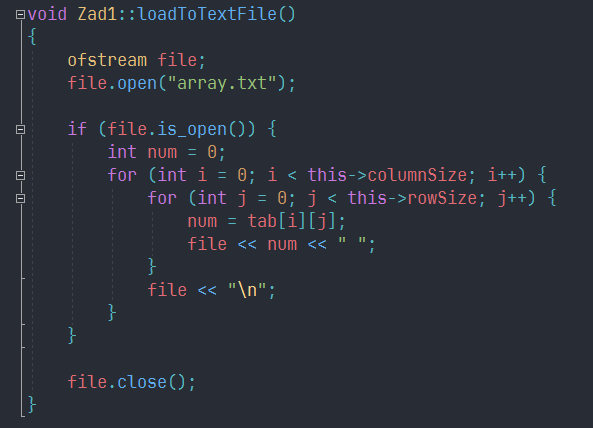 void Zad1::loadToTextFile()
{
    ofstream file;
    file.open("array.txt");

    if (file.is_open()) {
        int num = 0;
        for (int i = 0; i < this->columnSize; i++) {
            for (int j = 0; j < this->rowSize; j++) {
                num = tab[i][j];
                file << num << " ";
            }
            file << "\n";
        }
    }

    file.close();
}